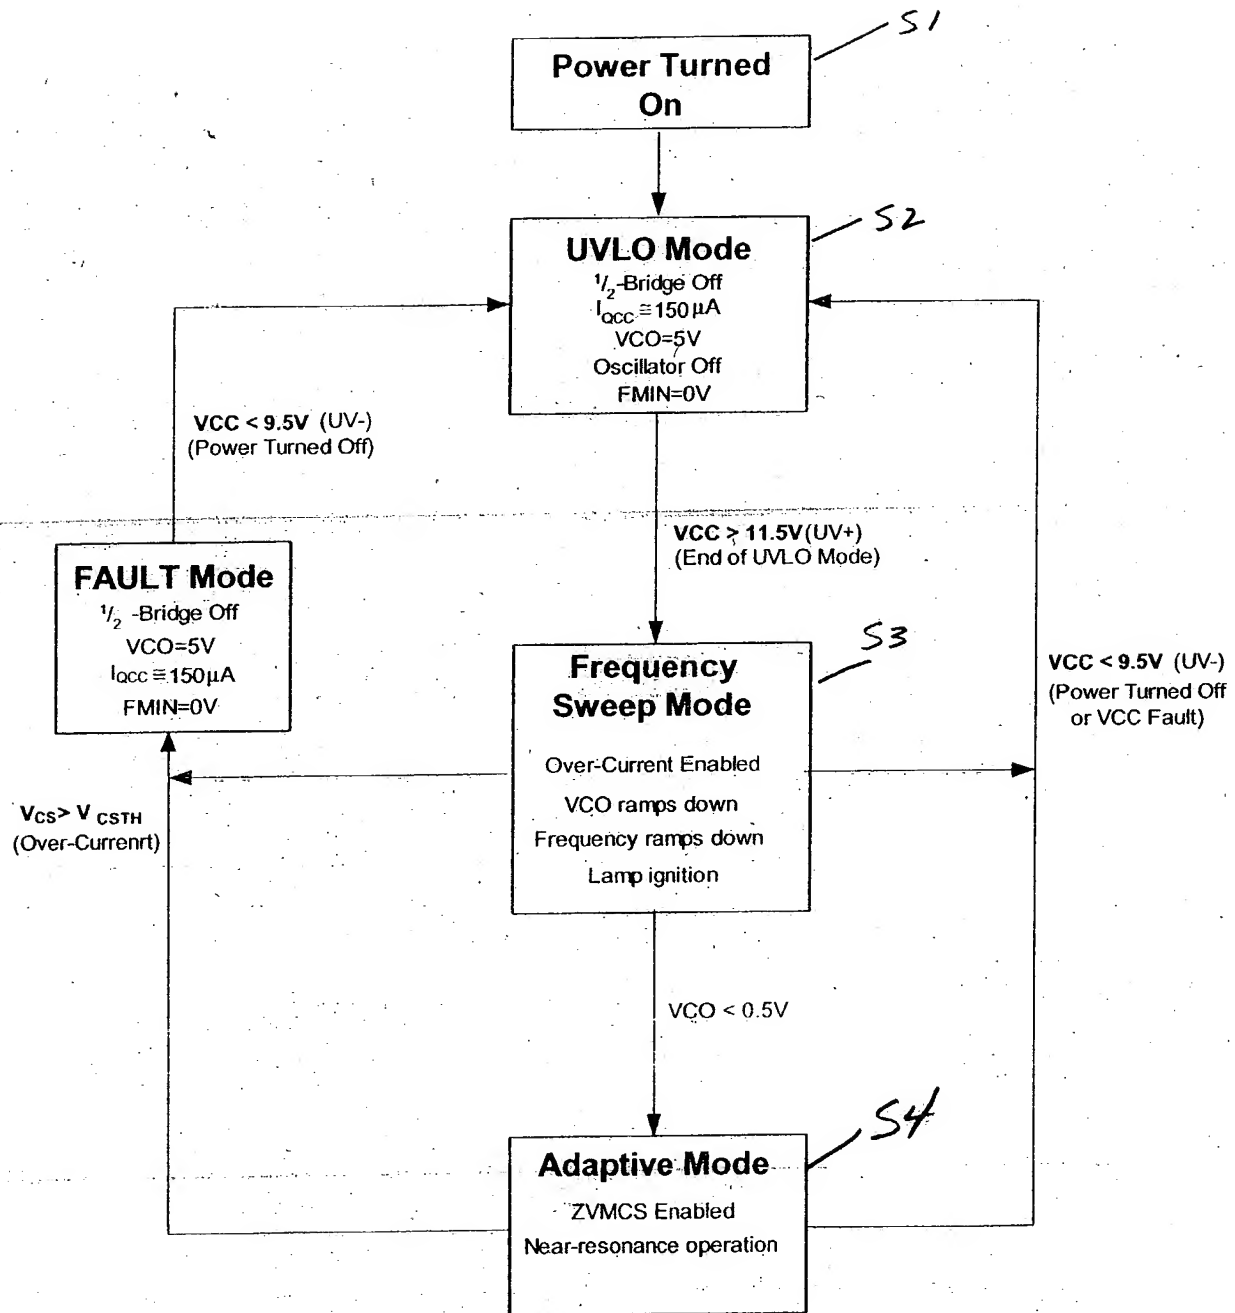 Power Turned
On
S1
UVLO Mode
1/2-Bridge Off
IQCC ≅ 150 µA
VCO=5V
Oscillator Off
FMIN=0V
S2
VCC < 9.5V (UV-)
(Power Turned Off)
VCC > 11.5V(UV+)
(End of UVLO Mode)
FAULT Mode
1/2 -Bridge Off
VCO=5V
IQCC ≅ 150µA
FMIN=0V
Frequency
Sweep Mode
Over-Current Enabled
VCO ramps down
Frequency ramps down
Lamp ignition
S3
VCC < 9.5V (UV-)
(Power Turned Off
or VCC Fault)
VCS> V CSTH
(Over-Currenrt)
VCO < 0.5V
Adaptive Mode
ZVMCS Enabled
Near-resonance operation
S4